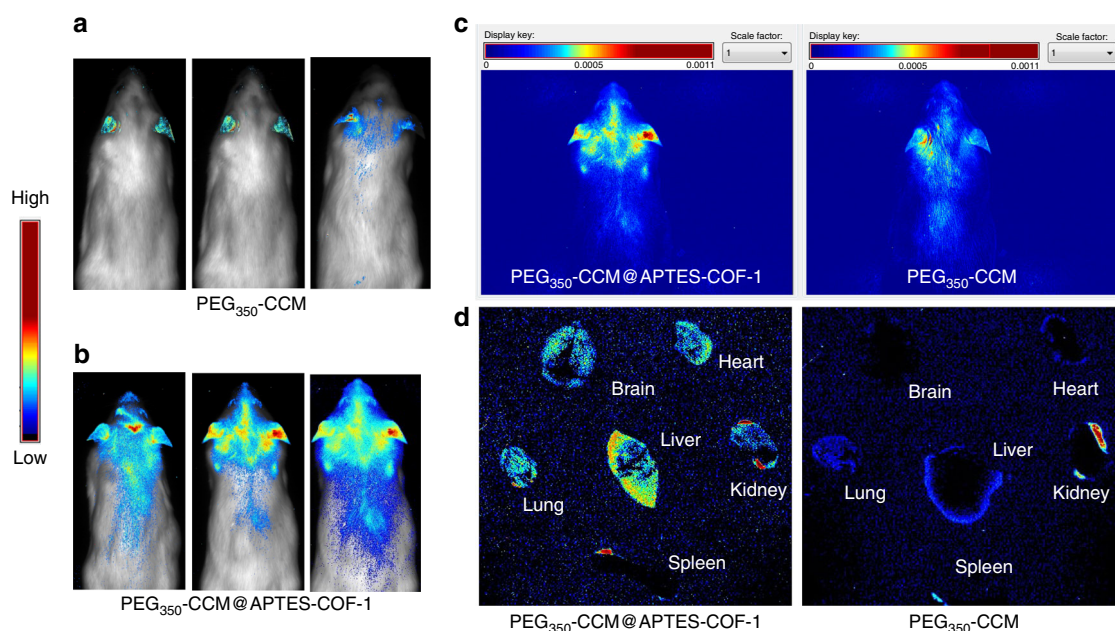 a
High
Low
PEG350-CCM
b
PEG350-CCM@APTES-COF-1
c
Display key:
Scale factor:
0
0.0005
0.0011
1
Display key:
Scale factor:
0
0.0005
0.0011
1
PEG350-CCM@APTES-COF-1
PEG350-CCM
d
Brain
Heart
Liver
Lung
Kidney
Spleen
PEG350-CCM@APTES-COF-1
Brain
Heart
Liver
Lung
Kidney
Spleen
PEG350-CCM